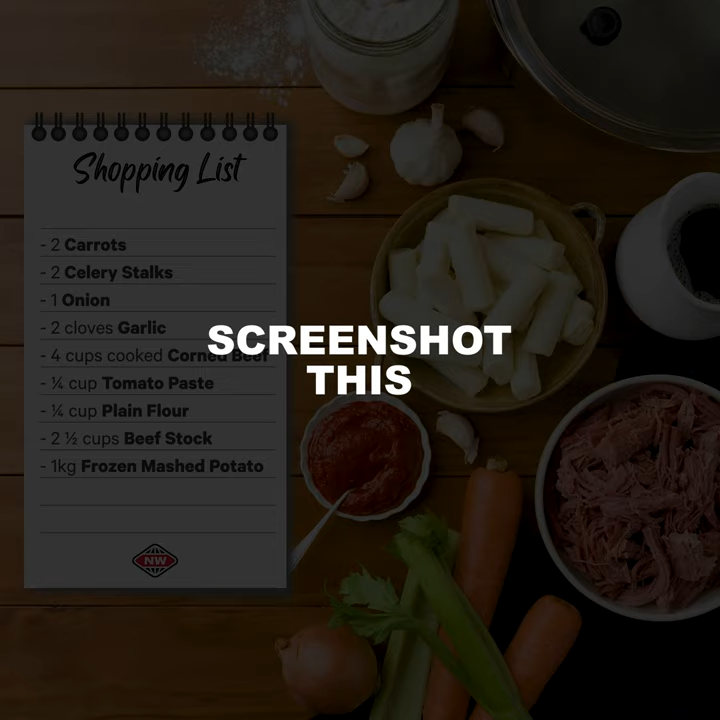 Shopping List
- 2 Carrots
- 2 Celery Stalks
- 1 Onion
- 2 cloves Garlic
- 4 cups cooked Corned Beef
- ¼ cup Tomato Paste
- ¼ cup Plain Flour
- 2 ½ cups Beef Stock
- 1kg Frozen Mashed Potato
NW
SCREENSHOT
THIS